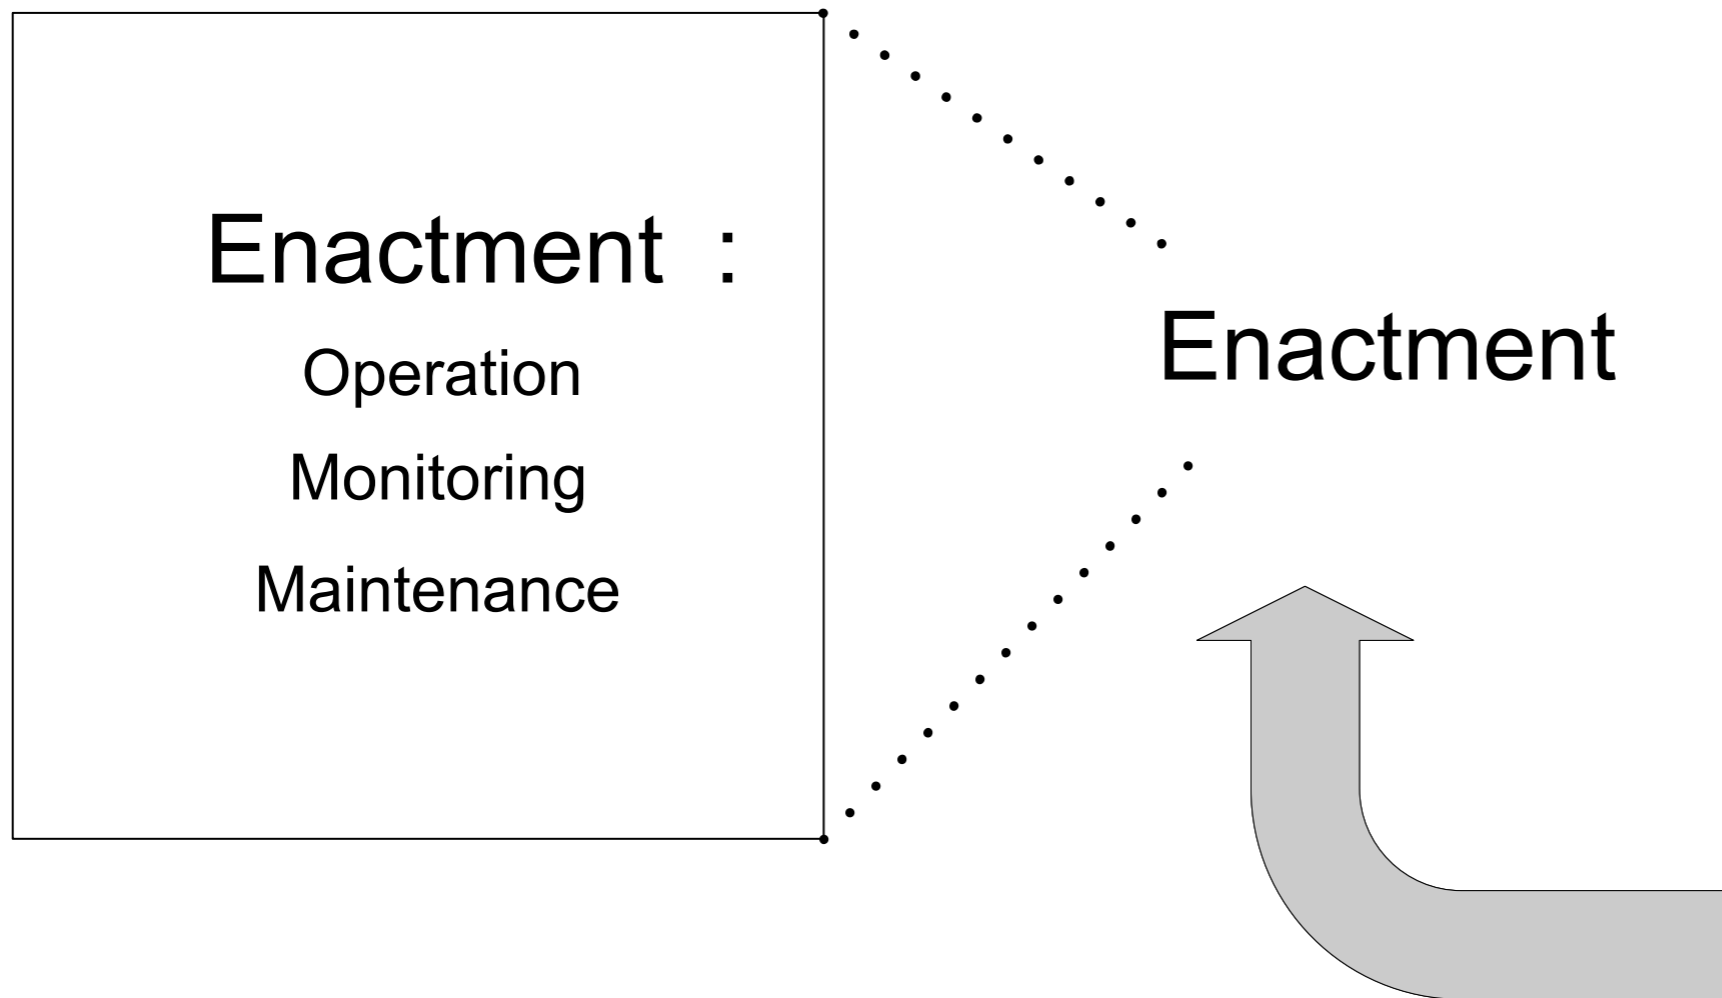 Enactment :
Operation
Monitoring
Maintenance
Enactment